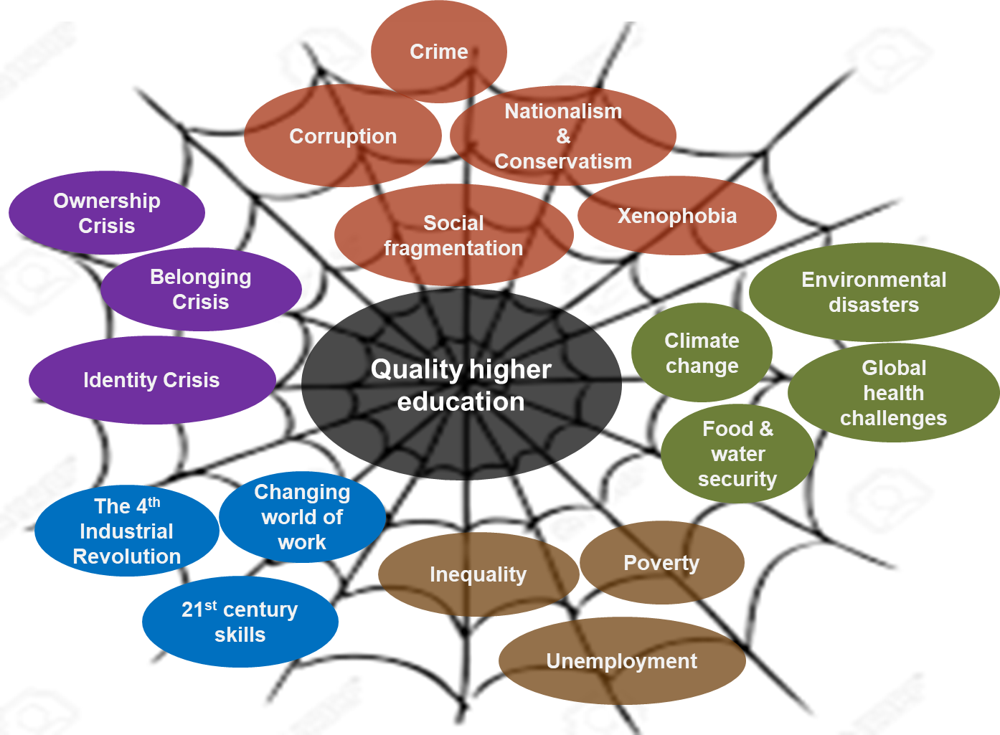 Crime
Corruption
Nationalism
&
Conservatism
Ownership
Crisis
Social
fragmentation
Xenophobia
Belonging
Crisis
Environmental
disasters
Climate
change
Identity Crisis
Quality higher
education
Global
health
challenges
Food &
water
security
The 4th
Industrial
Revolution
Changing
world of
work
Inequality
Poverty
21st century
skills
Unemployment